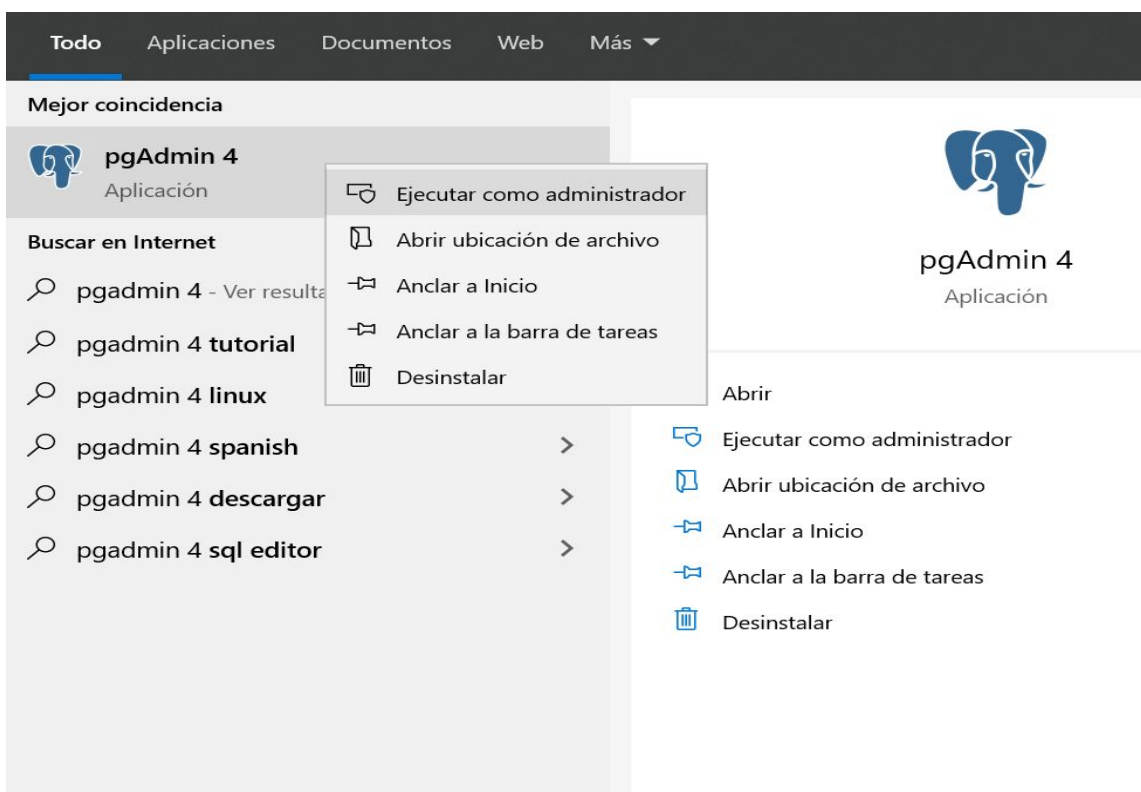 Todo Aplicaciones Documentos Web Más
Mejor coincidencia
pgAdmin 4
Aplicación
Buscar en Internet
pgadmin 4 - Ver resulta
pgadmin 4 tutorial
pgadmin 4 linux
pgadmin 4 spanish
pgadmin 4 descargar
pgadmin 4 sql editor
Ejecutar como administrador
Abrir ubicación de archivo
Anclar a Inicio
Anclar a la barra de tareas
Desinstalar
pgAdmin 4
Aplicación
Abrir
Ejecutar como administrador
Abrir ubicación de archivo
Anclar a Inicio
Anclar a la barra de tareas
Desinstalar